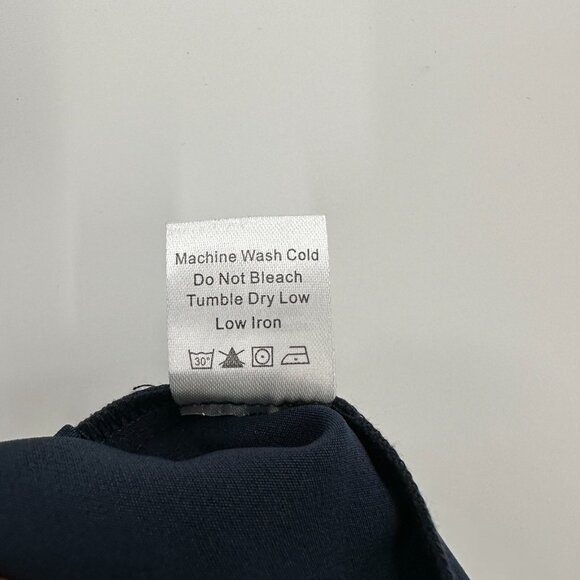 Machine Wash Cold
Do Not Bleach
Tumble Dry Low
Low Iron
30°